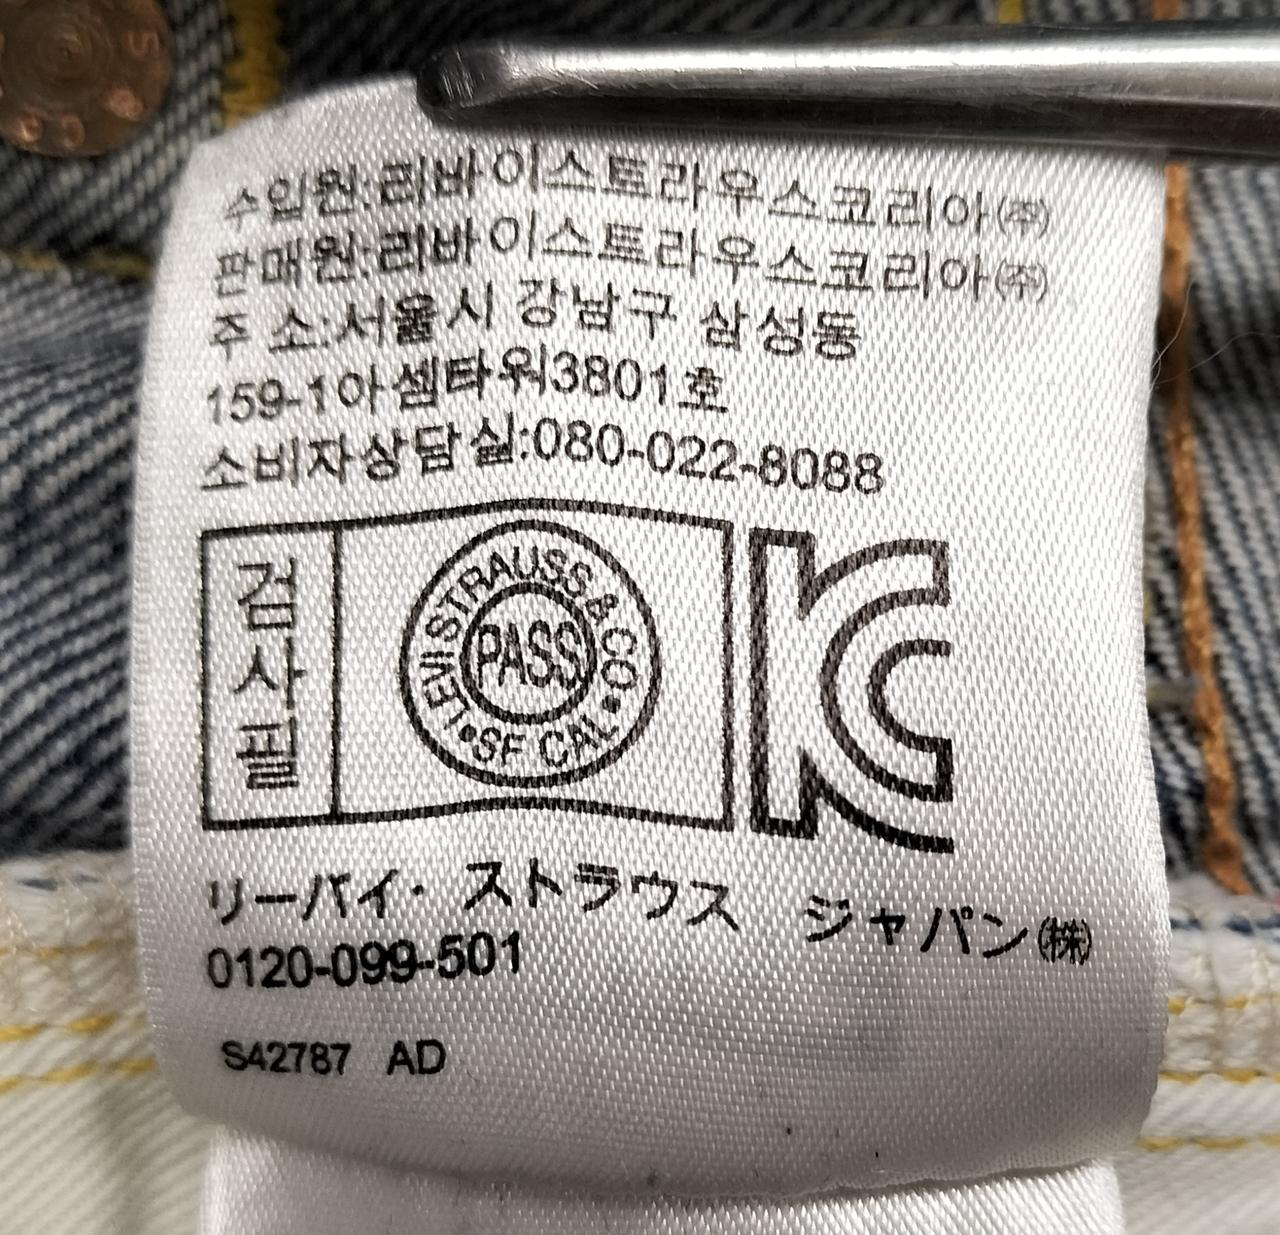 수입원:리바이스트라우스코리아㈜
판매원:리바이스트라우스코리아㈜
주 소:서울시 강남구 삼성동
159-1아셈타워3801호
소비자상담실:080-022-8088
검사필
LEVI STRAUSS & CO
PASS
SF CAL
KC
リーバイ・ストラウス ジャパン㈱
0120-099-501
S42787 AD